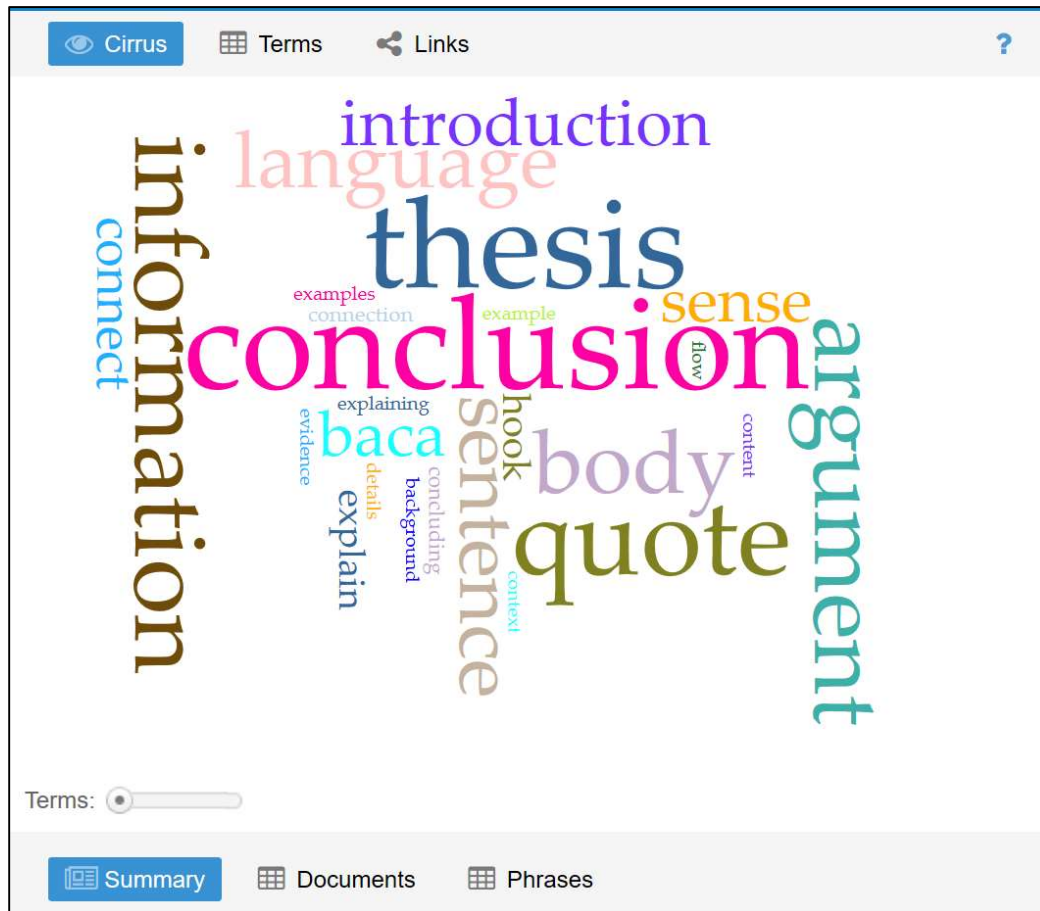 Cirrus Terms Links ?
introduction
language
information
thesis
connect
examples
sense
connection
example
conclusion
argument
flow
explaining
hook
sentence
evidence
baca
body
content
details
concluding
background
explain
quote
context
Terms:
Summary Documents Phrases